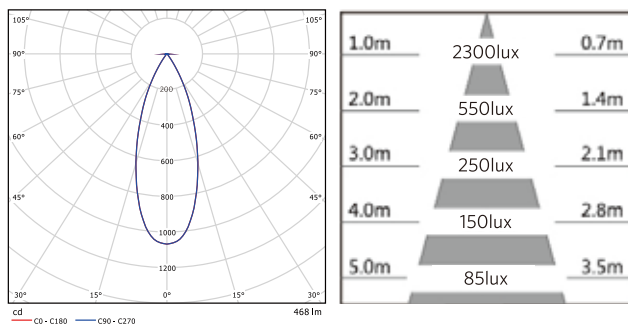 105° 105°
90° 90°
75° 75°
60° 60°
45° 45°
200
400
600
800
1000
1200
30° 15° 0° 15° 30°
cd 468 lm
C0 - C180 C90 - C270
1.0m 2300lux 0.7m
2.0m 550lux 1.4m
3.0m 250lux 2.1m
4.0m 150lux 2.8m
5.0m 85lux 3.5m